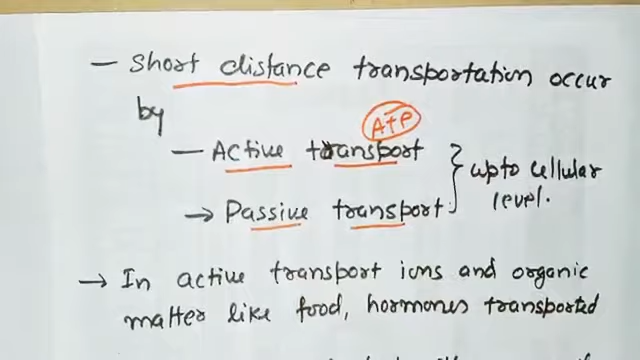 — Short distance transportation occur
by
ATP
— Active transport
→ Passive transport
} upto cellular
level.
→ In active transport ions and organic
matter like food, hormones transported